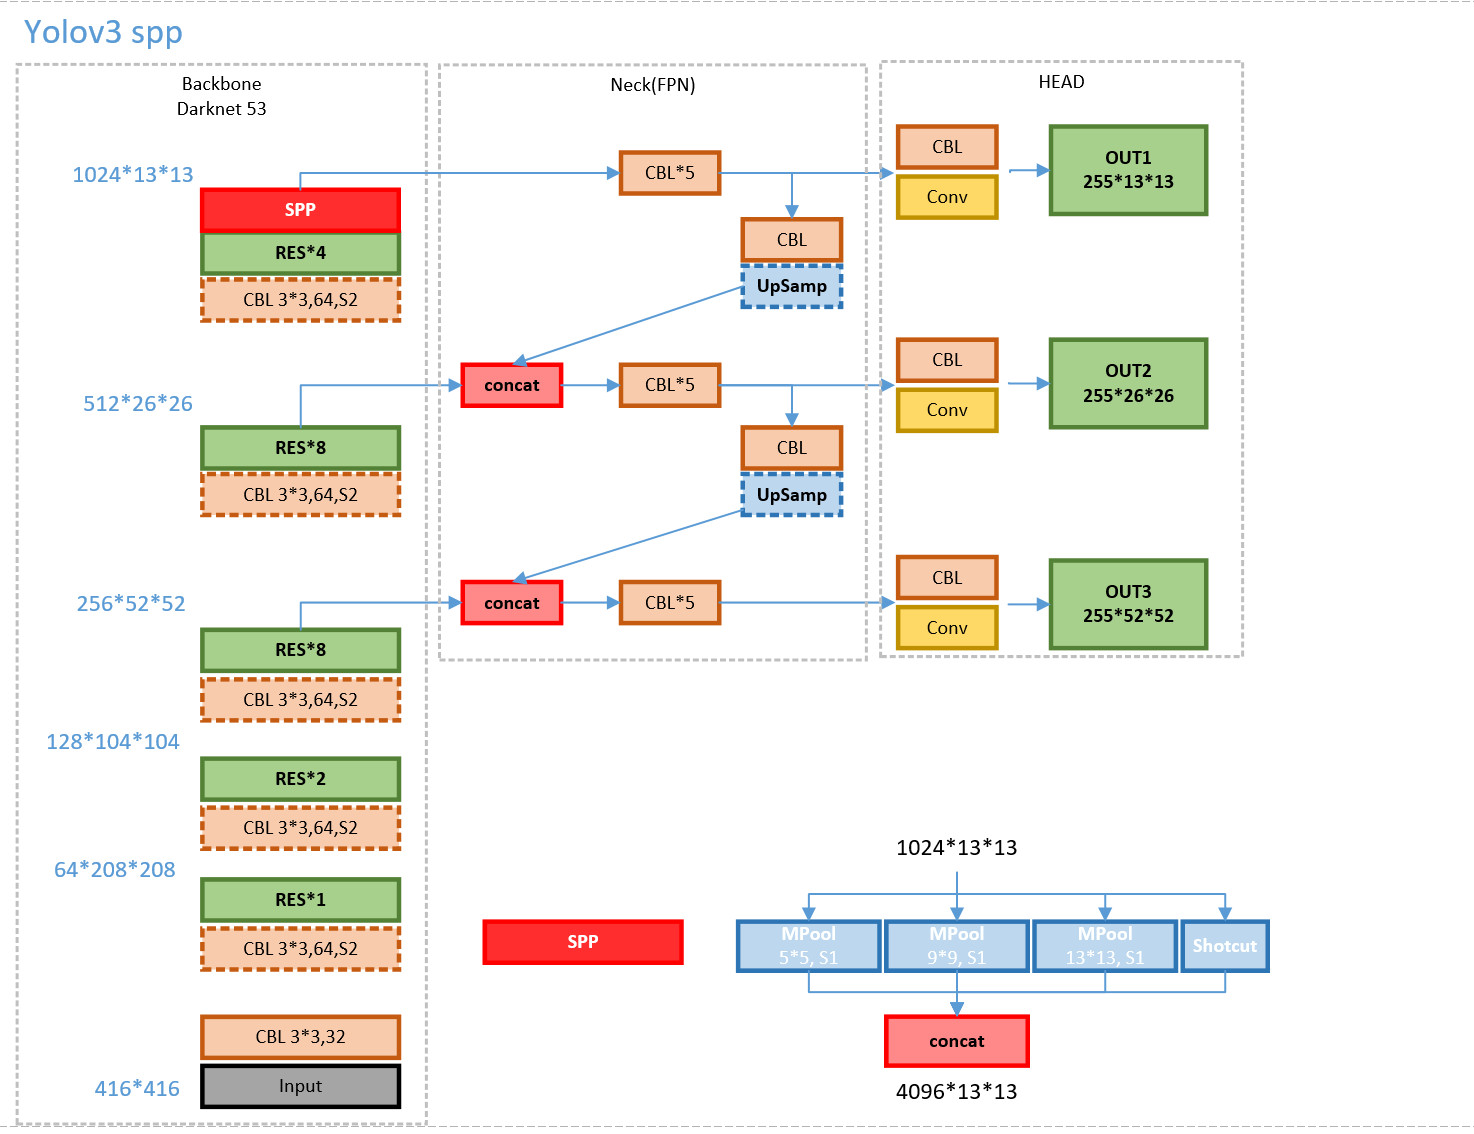 Yolov3 spp
Backbone
Darknet 53
1024*13*13
SPP
RES*4
CBL 3*3,64,S2
512*26*26
RES*8
CBL 3*3,64,S2
256*52*52
RES*8
CBL 3*3,64,S2
128*104*104
RES*2
CBL 3*3,64,S2
64*208*208
RES*1
CBL 3*3,64,S2
CBL 3*3,32
416*416
Input
Neck(FPN)
CBL*5
CBL
UpSamp
concat
CBL*5
CBL
UpSamp
concat
CBL*5
HEAD
CBL
Conv
OUT1
255*13*13
CBL
Conv
OUT2
255*26*26
CBL
Conv
OUT3
255*52*52
SPP
1024*13*13
MPool
5*5, S1
MPool
9*9, S1
MPool
13*13, S1
Shotcut
concat
4096*13*13